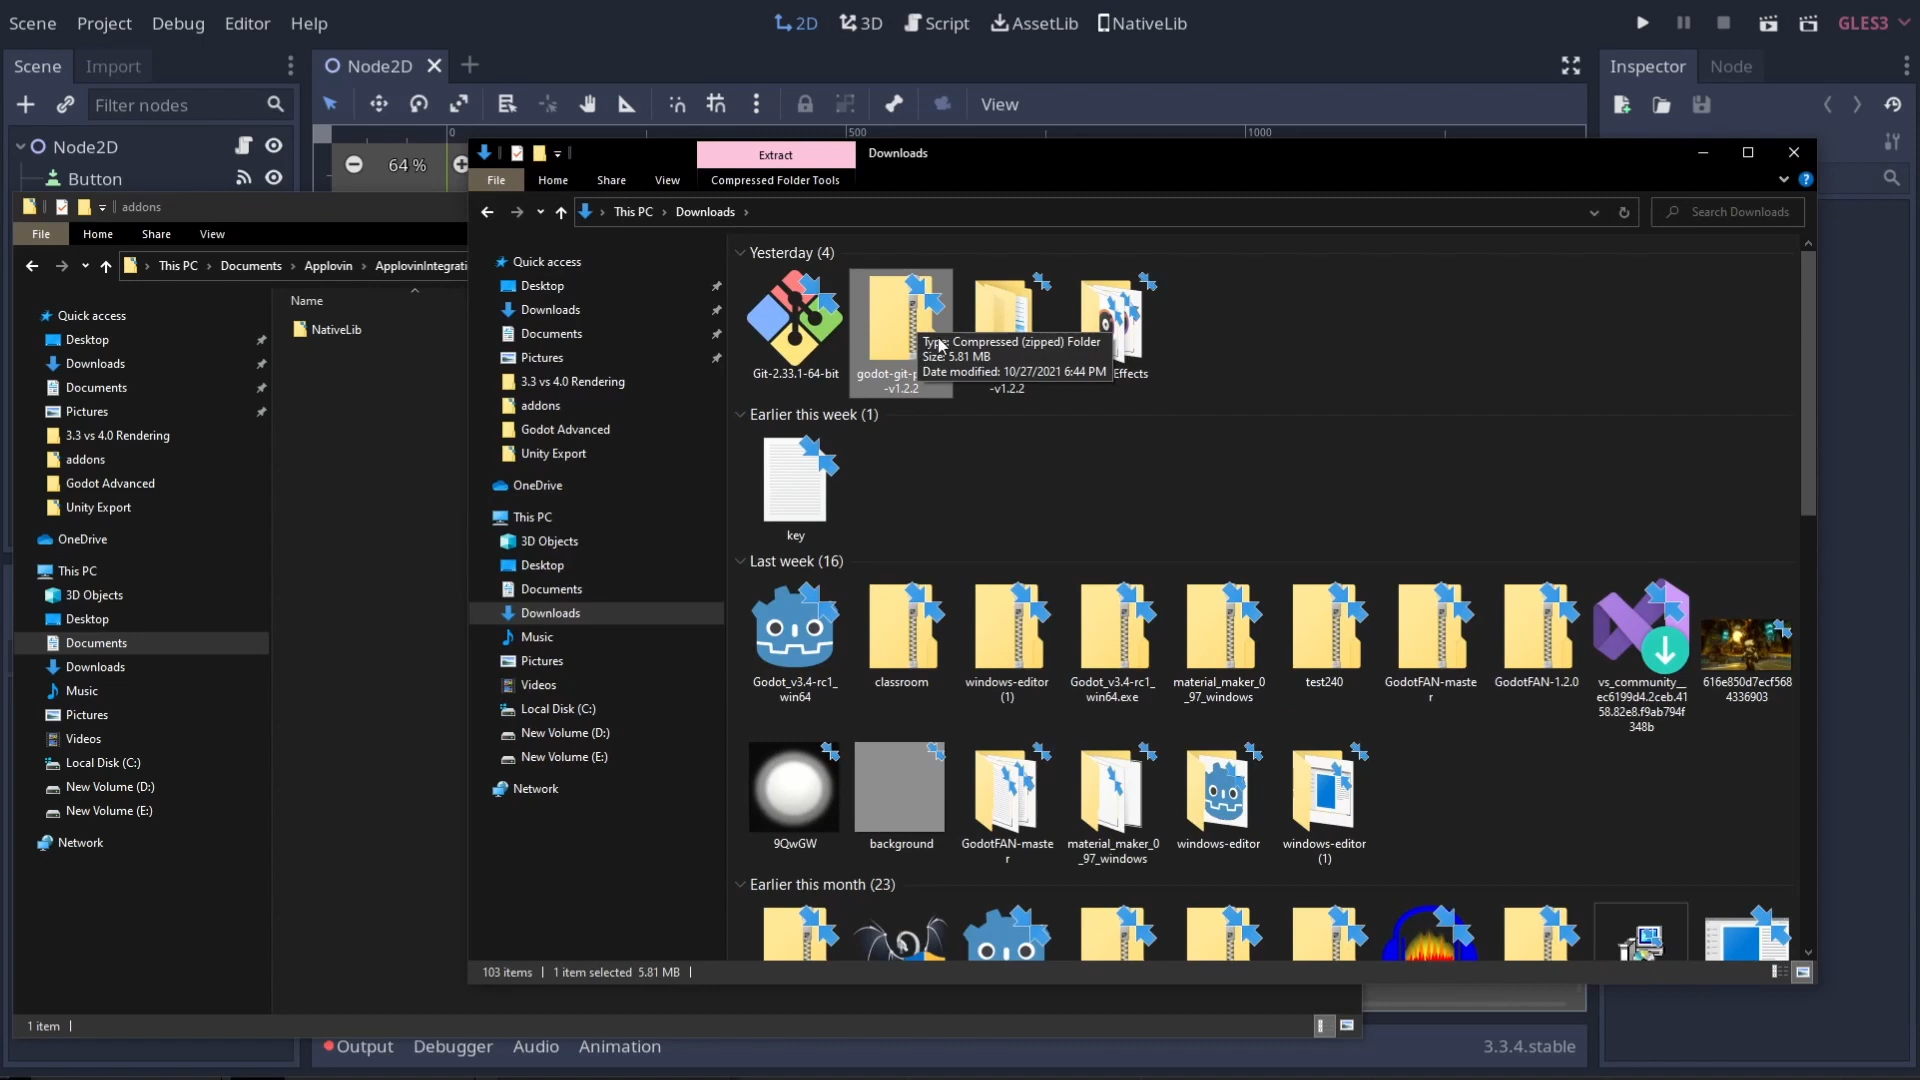 Scene Project Debug Editor Help
2D 3D Script AssetLib NativeLib
GLES3
Scene Import
Node2D
Inspector Node
Filter nodes
View
0 500 1000
Node2D
64 %
Button
addons
File Home Share View
This PC Documents Applovin ApplovinIntegrati
Quick access
Desktop
Downloads
Documents
Pictures
3.3 vs 4.0 Rendering
addons
Godot Advanced
Unity Export
OneDrive
This PC
3D Objects
Desktop
Documents
Downloads
Music
Pictures
Videos
Local Disk (C:)
New Volume (D:)
New Volume (E:)
Network
Name
NativeLib
1 item
Extract
Downloads
File Home Share View Compressed Folder Tools
This PC Downloads
Search Downloads
Quick access
Desktop
Downloads
Documents
Pictures
3.3 vs 4.0 Rendering
addons
Godot Advanced
Unity Export
OneDrive
This PC
3D Objects
Desktop
Documents
Downloads
Music
Pictures
Videos
Local Disk (C:)
New Volume (D:)
New Volume (E:)
Network
Yesterday (4)
Git-2.33.1-64-bit
godot-git-p
-v1.2.2
-v1.2.2
Effects
Type: Compressed (zipped) Folder
Size: 5.81 MB
Date modified: 10/27/2021 6:44 PM
Earlier this week (1)
key
Last week (16)
Godot_v3.4-rc1_
win64
classroom
windows-editor
(1)
Godot_v3.4-rc1_
win64.exe
material_maker_0
_97_windows
test240
GodotFAN-maste
r
GodotFAN-1.2.0
vs_community_
ec6199d4.2ceb.41
58.82e8.f9ab794f
348b
616e850d7ecf568
4336903
9QwGW
background
GodotFAN-maste
r
material_maker_0
_97_windows
windows-editor
windows-editor
(1)
Earlier this month (23)
103 items 1 item selected 5.81 MB
Output Debugger Audio Animation
3.3.4.stable